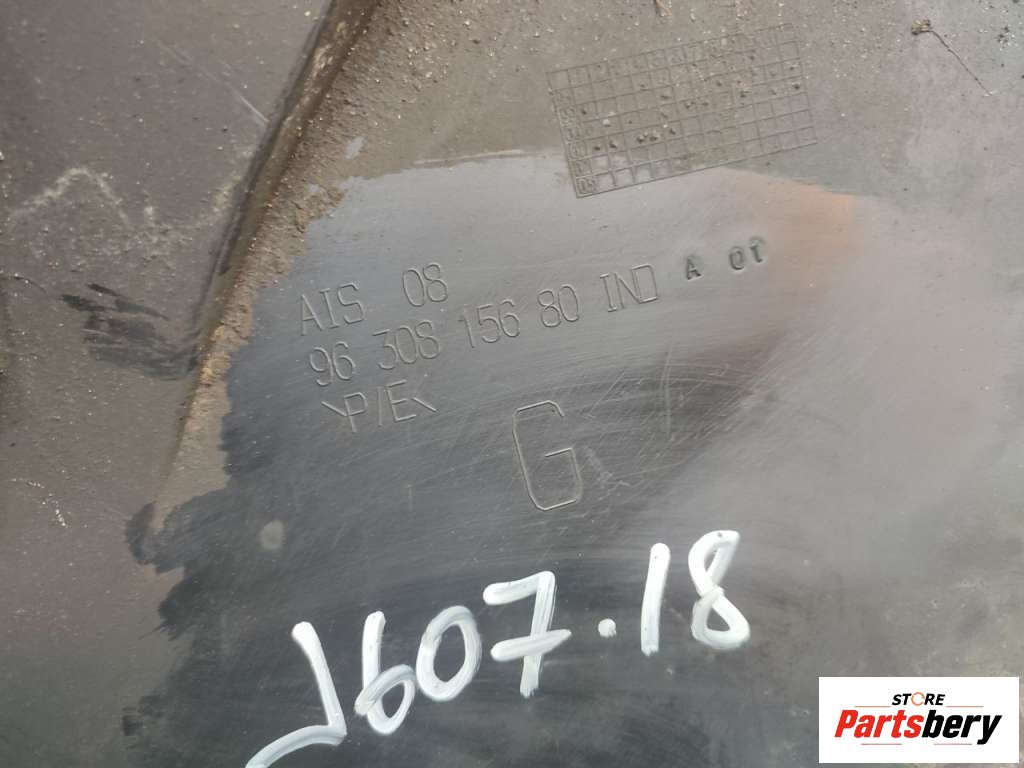 AIS 08
96 308 156 80 IND A 01
>P/E<
G
J607.18
STORE
Partsbery